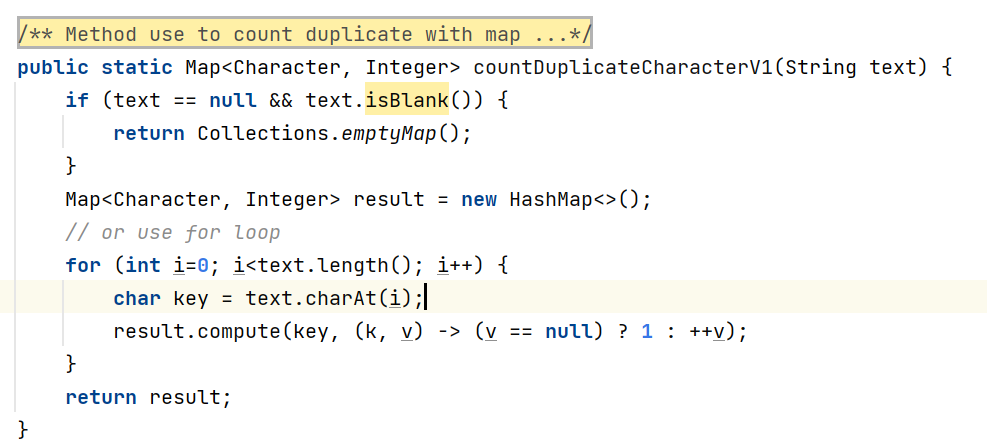 /** Method use to count duplicate with map ...*/
public static Map<Character, Integer> countDuplicateCharacterV1(String text) {
    if (text == null && text.isBlank()) {
        return Collections.emptyMap();
    }
    Map<Character, Integer> result = new HashMap<>();
    // or use for loop
    for (int i=0; i<text.length(); i++) {
        char key = text.charAt(i);
        result.compute(key, (k, v) -> (v == null) ? 1 : ++v);
    }
    return result;
}